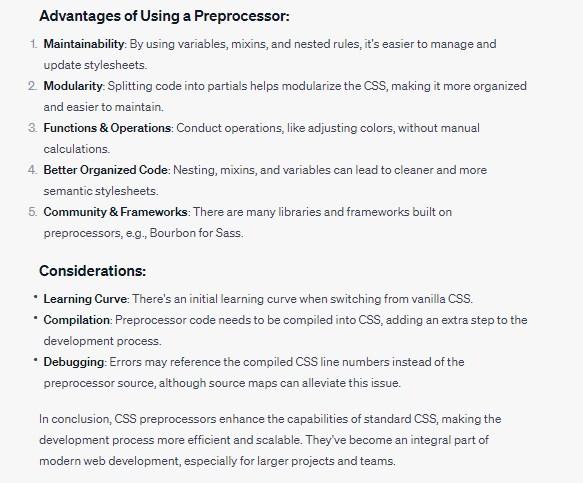 Advantages of Using a Preprocessor:
1. Maintainability: By using variables, mixins, and nested rules, it's easier to manage and
update stylesheets.
2. Modularity: Splitting code into partials helps modularize the CSS, making it more organized
and easier to maintain.
3. Functions & Operations: Conduct operations, like adjusting colors, without manual
calculations.
4. Better Organized Code: Nesting, mixins, and variables can lead to cleaner and more
semantic stylesheets.
5. Community & Frameworks: There are many libraries and frameworks built on
preprocessors, e.g., Bourbon for Sass.
Considerations:
• Learning Curve: There's an initial learning curve when switching from vanilla CSS.
• Compilation: Preprocessor code needs to be compiled into CSS, adding an extra step to the
development process.
• Debugging: Errors may reference the compiled CSS line numbers instead of the
preprocessor source, although source maps can alleviate this issue.
In conclusion, CSS preprocessors enhance the capabilities of standard CSS, making the
development process more efficient and scalable. They've become an integral part of
modern web development, especially for larger projects and teams.